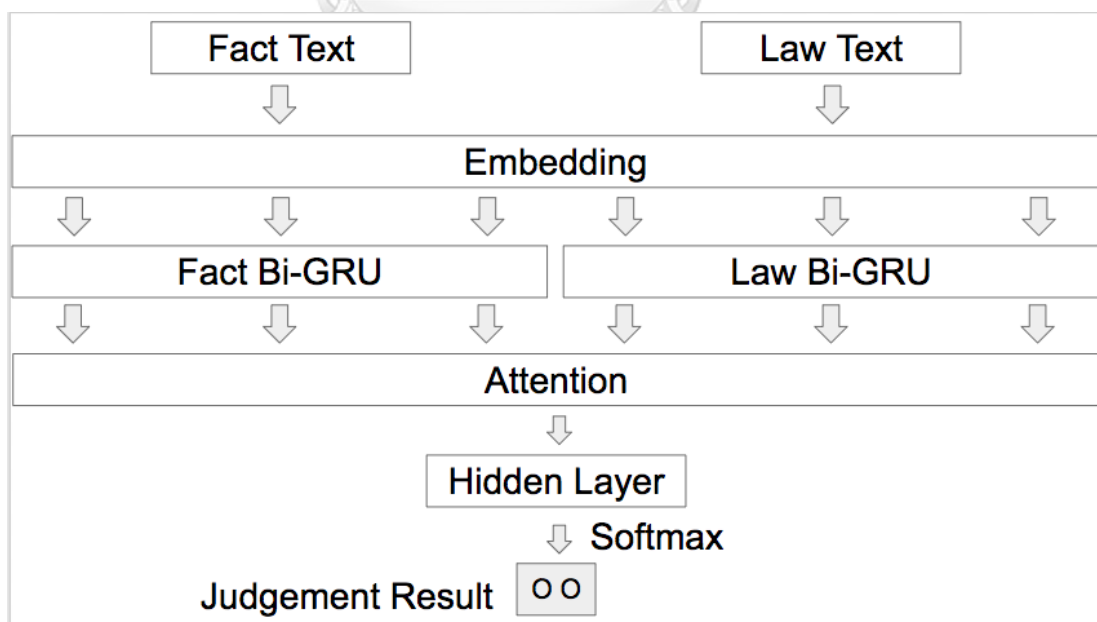 Fact Text
Law Text
Embedding
Fact Bi-GRU
Law Bi-GRU
Attention
Hidden Layer
Softmax
Judgement Result
O O